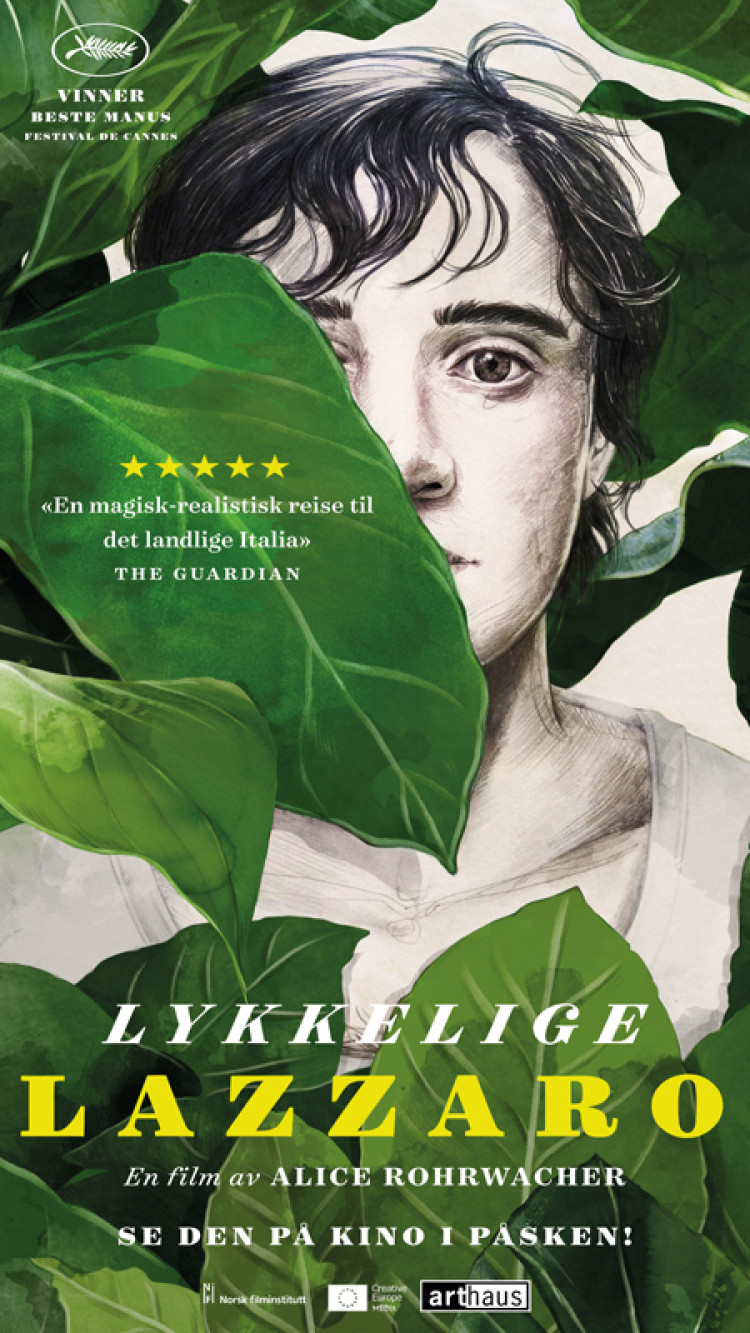 VINNER
BESTE MANUS
FESTIVAL DE CANNES
«En magisk-realistisk reise til
det landlige Italia»
THE GUARDIAN
LYKKELIGE
LAZZARO
En film av ALICE ROHRWACHER
SE DEN PÅ KINO I PÅSKEN!
NFI Norsk filminstitutt
Creative
Europe
MEDIA
arthaus